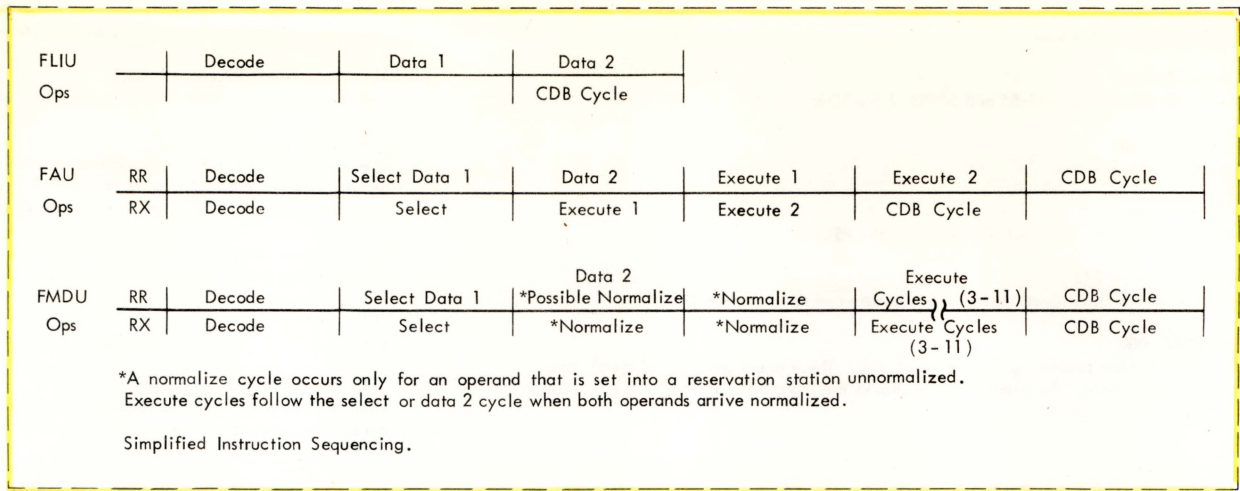 FLIU Decode Data 1 Data 2
Ops CDB Cycle
FAU RR Decode Select Data 1 Data 2 Execute 1 Execute 2 CDB Cycle
Ops RX Decode Select Execute 1 Execute 2 CDB Cycle
Data 2 Execute
FMDU RR Decode Select Data 1 *Possible Normalize *Normalize Cycles (3-11) CDB Cycle
Ops RX Decode Select *Normalize *Normalize Execute Cycles CDB Cycle
(3-11)
*A normalize cycle occurs only for an operand that is set into a reservation station unnormalized.
Execute cycles follow the select or data 2 cycle when both operands arrive normalized.
Simplified Instruction Sequencing.